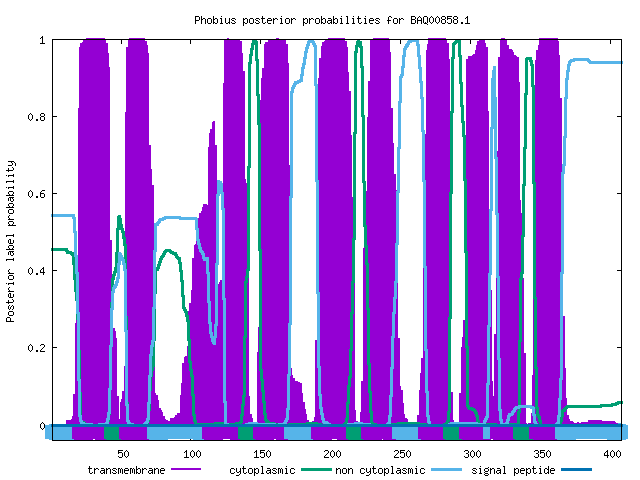 Phobius posterior probabilities for BAQ00858.1
Posterior label probability
1
0.8
0.6
0.4
0.2
0
50 100 150 200 250 300 350 400
transmembrane cytoplasmic non cytoplasmic signal peptide